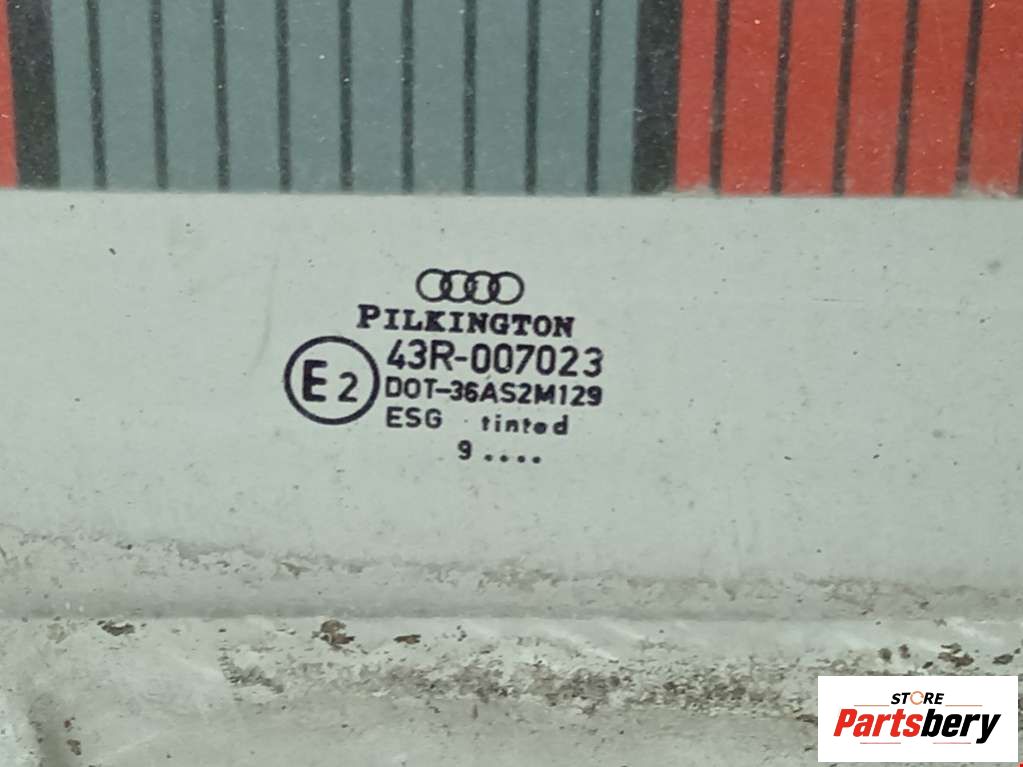 PILKINGTON
E2
43R-007023
DOT-36AS2M129
ESG tinted
9 ....
STORE
Partsbery